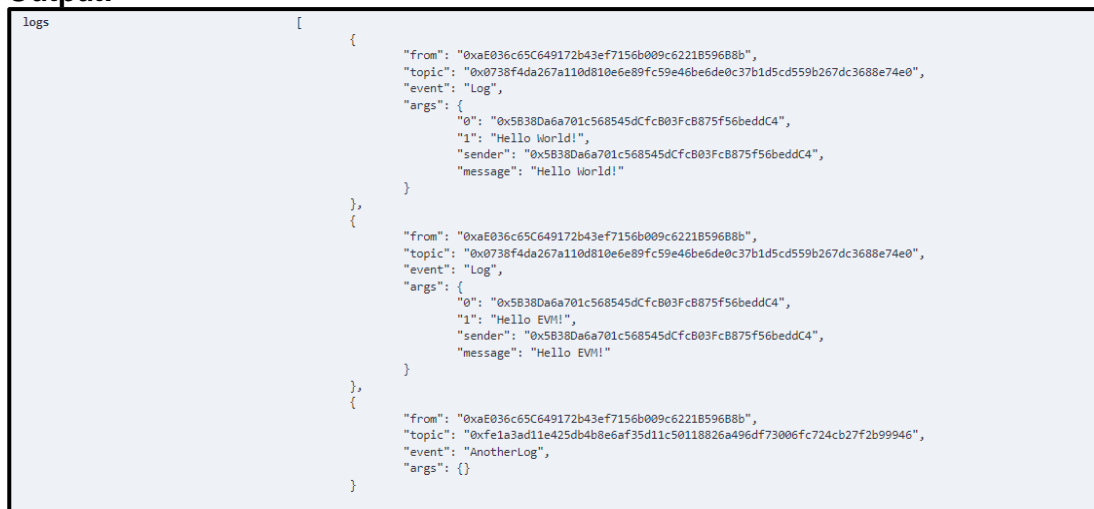 Output:
logs [
{
"from": "0xaE036c65C649172b43ef7156b009c6221B596B8b",
"topic": "0x0738f4da267a110d810e6e89fc59e46be6de0c37b1d5cd559b267dc3688e74e0",
"event": "Log",
"args": {
"0": "0x5B38Da6a701c568545dCfcB03FcB875f56beddC4",
"1": "Hello World!",
"sender": "0x5B38Da6a701c568545dCfcB03FcB875f56beddC4",
"message": "Hello World!"
}
},
{
"from": "0xaE036c65C649172b43ef7156b009c6221B596B8b",
"topic": "0x0738f4da267a110d810e6e89fc59e46be6de0c37b1d5cd559b267dc3688e74e0",
"event": "Log",
"args": {
"0": "0x5B38Da6a701c568545dCfcB03FcB875f56beddC4",
"1": "Hello EVM!",
"sender": "0x5B38Da6a701c568545dCfcB03FcB875f56beddC4",
"message": "Hello EVM!"
}
},
{
"from": "0xaE036c65C649172b43ef7156b009c6221B596B8b",
"topic": "0xfe1a3ad11e425db4b8e6af35d11c50118826a496df73006fc724cb27f2b99946",
"event": "AnotherLog",
"args": {}
}